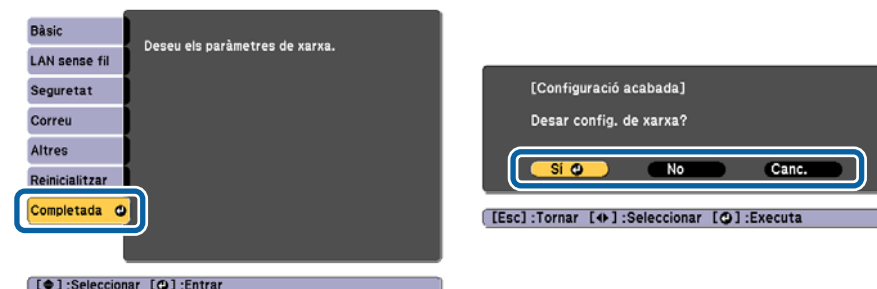 Bàsic
LAN sense fil
Seguretat
Correu
Altres
Reinicialitzar
Completada
Deseu els paràmetres de xarxa.
[ ] :Seleccionar [ ] :Entrar
[Configuració acabada]
Desar config. de xarxa?
Sí No Canc.
[Esc] :Tornar [ ] :Seleccionar [ ] :Executa